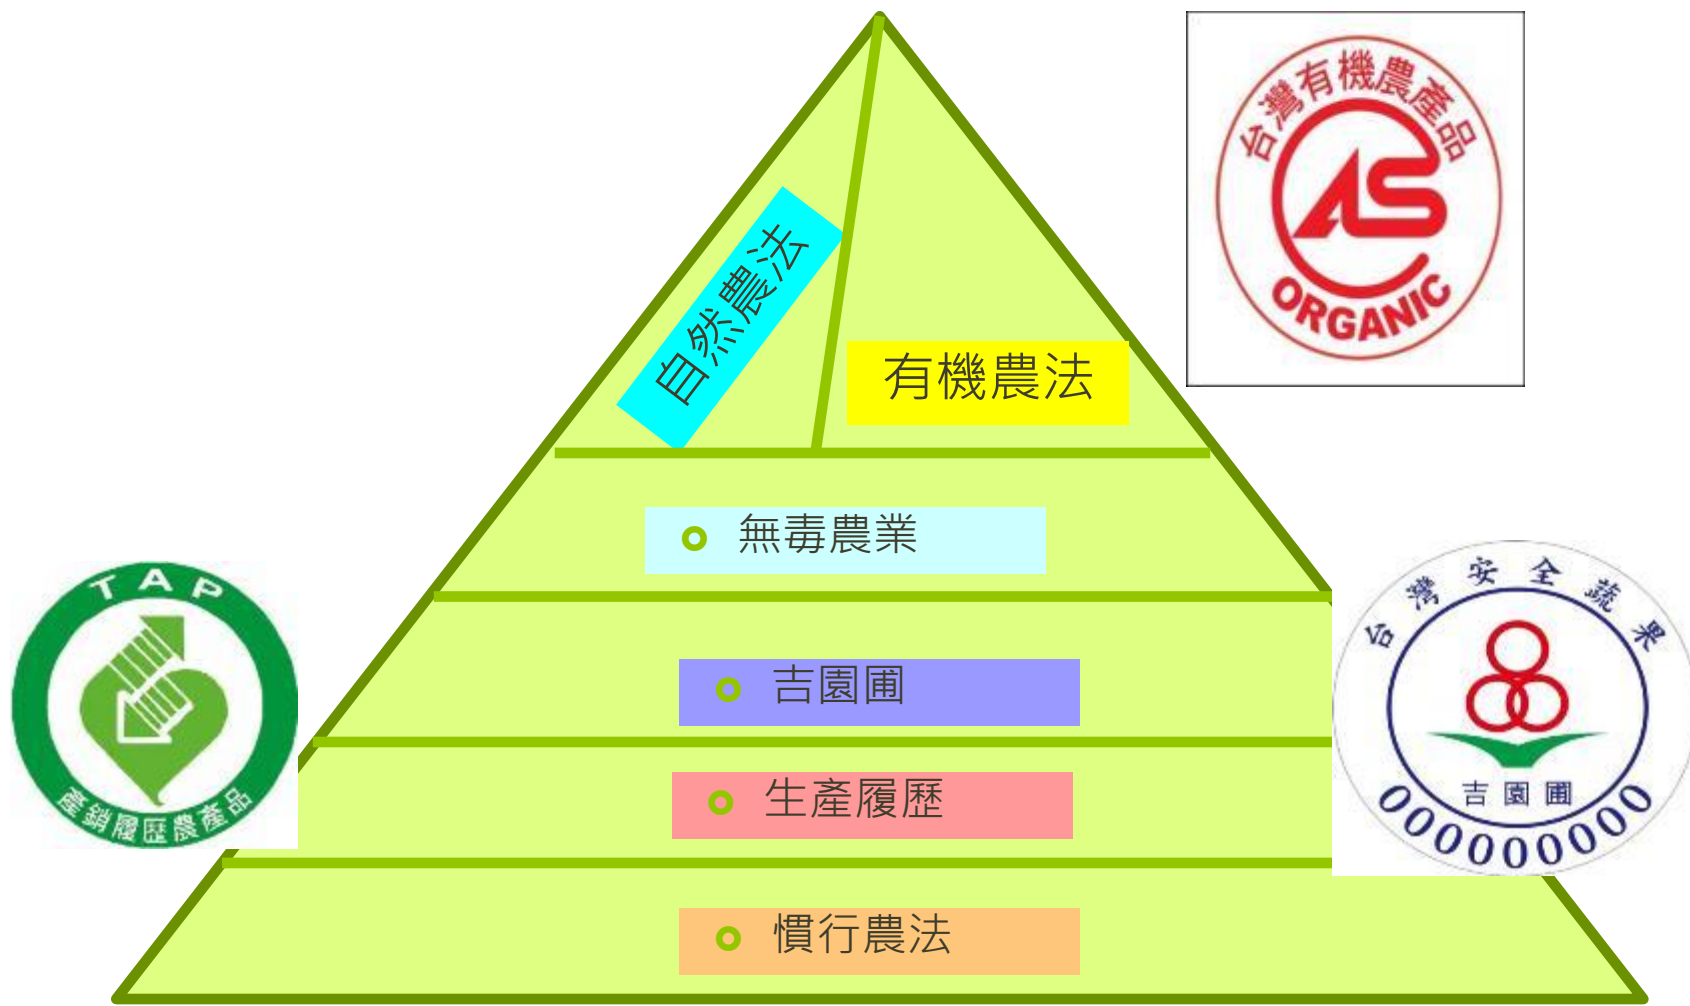 台灣有機農產品
CAS
ORGANIC
自然農法
有機農法
無毒農業
TAP
產銷履歷農產品
台灣安全蔬果
吉園圃
000000000
吉園圃
生產履歷
慣行農法